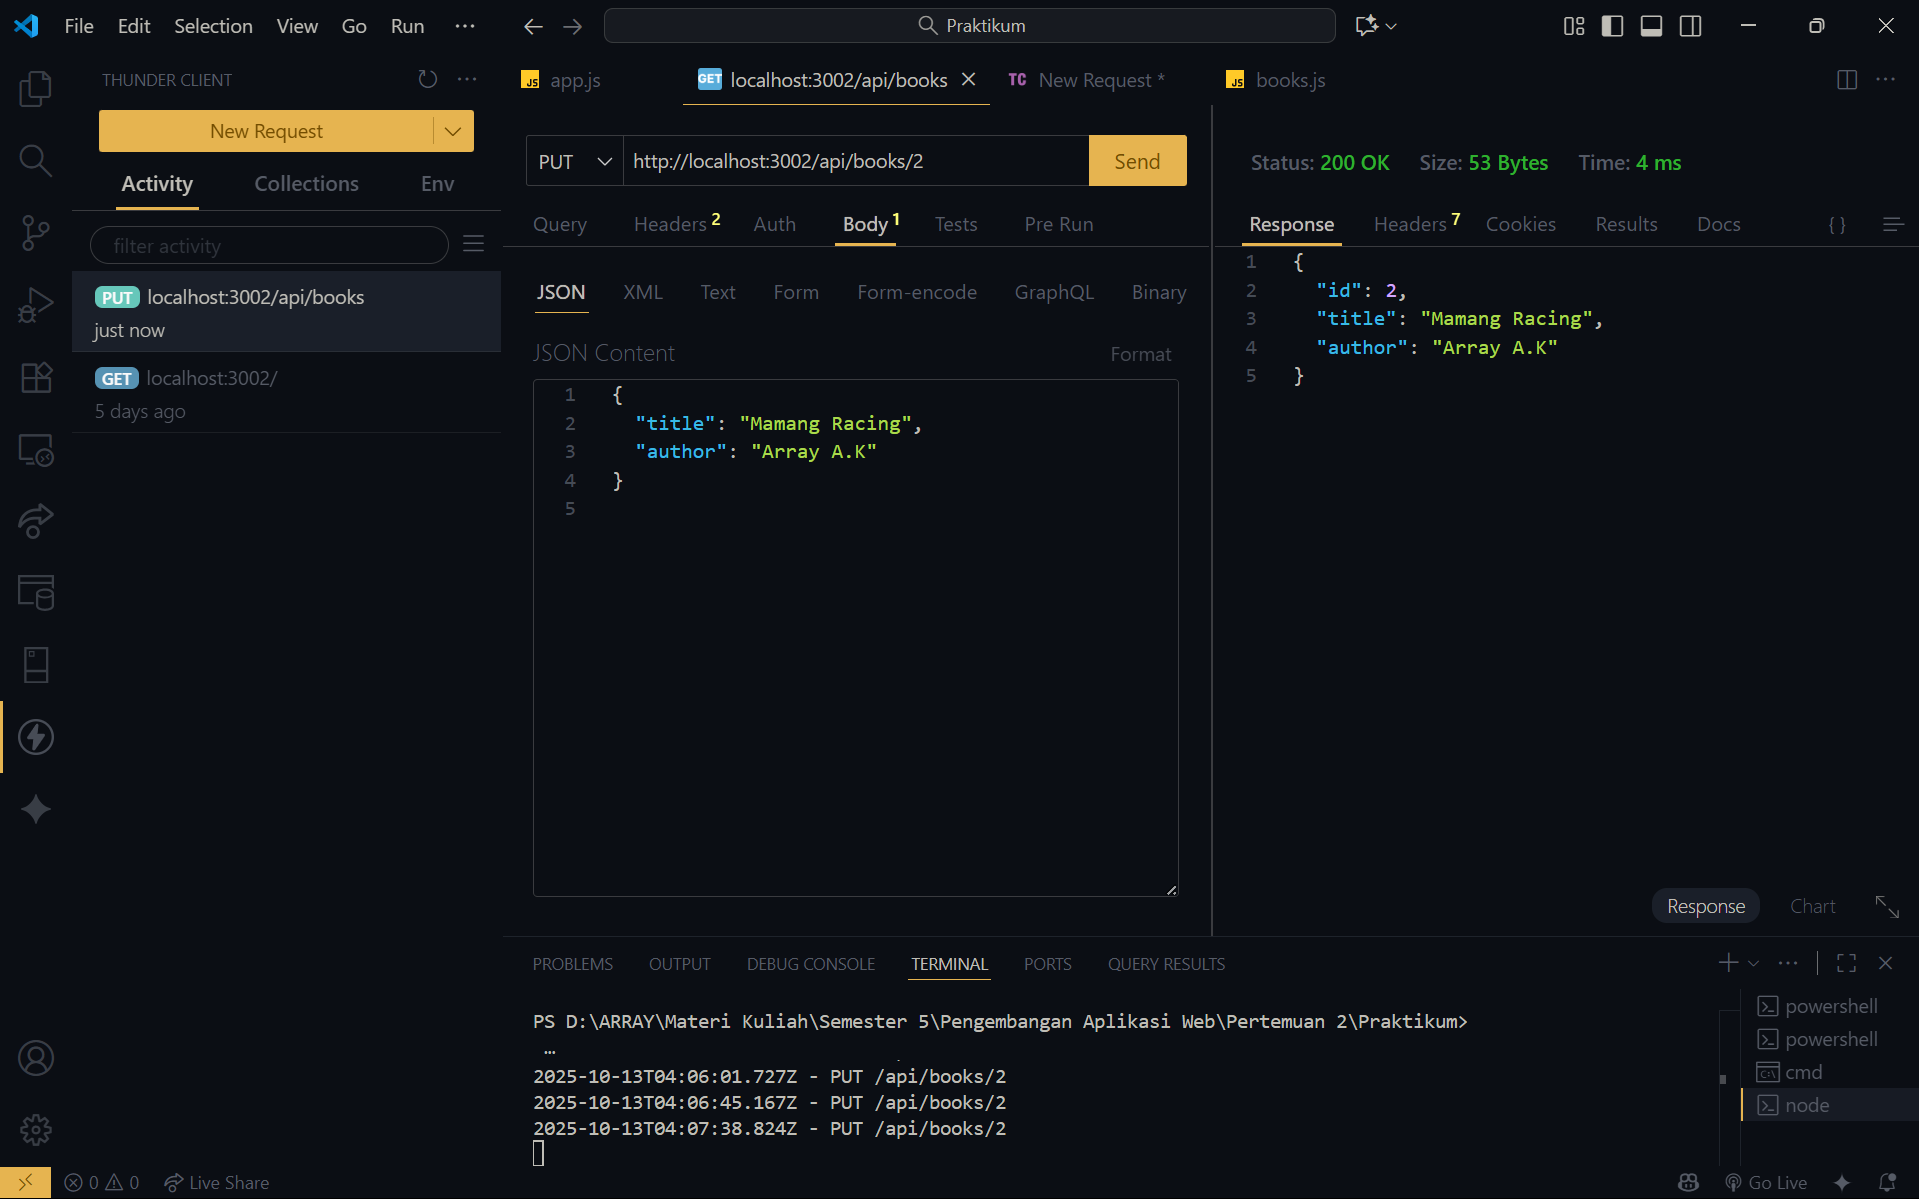 File Edit Selection View Go Run ···
Praktikum
THUNDER CLIENT
New Request
Activity Collections Env
filter activity
PUT localhost:3002/api/books
just now
GET localhost:3002/
5 days ago
JS app.js GET localhost:3002/api/books TC New Request * JS books.js
PUT http://localhost:3002/api/books/2 Send
Query Headers 2 Auth Body 1 Tests Pre Run
JSON XML Text Form Form-encode GraphQL Binary
JSON Content Format
1 {
2 "title": "Mamang Racing",
3 "author": "Array A.K"
4 }
5
Status: 200 OK Size: 53 Bytes Time: 4 ms
Response Headers 7 Cookies Results Docs { }
1 {
2 "id": 2,
3 "title": "Mamang Racing",
4 "author": "Array A.K"
5 }
Response Chart
PROBLEMS OUTPUT DEBUG CONSOLE TERMINAL PORTS QUERY RESULTS
PS D:\ARRAY\Materi Kuliah\Semester 5\Pengembangan Aplikasi Web\Pertemuan 2\Praktikum>
…
2025-10-13T04:06:01.727Z - PUT /api/books/2
2025-10-13T04:06:45.167Z - PUT /api/books/2
2025-10-13T04:07:38.824Z - PUT /api/books/2
powershell
powershell
cmd
node
0 0 Live Share Go Live